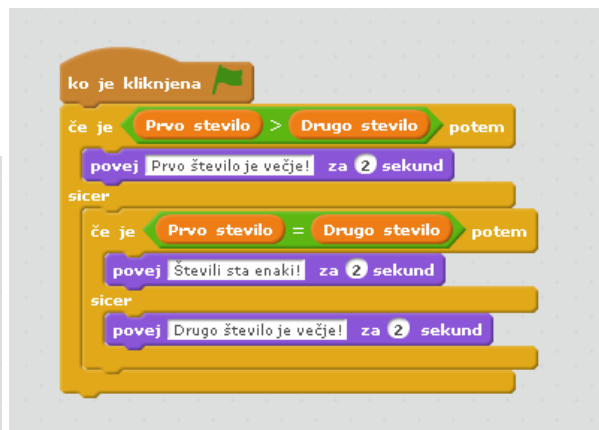 ko je kliknjena
če je Prvo stevilo > Drugo stevilo potem
povej Prvo število je večje! za 2 sekund
sicer
če je Prvo stevilo = Drugo stevilo potem
povej Števili sta enaki! za 2 sekund
sicer
povej Drugo število je večje! za 2 sekund